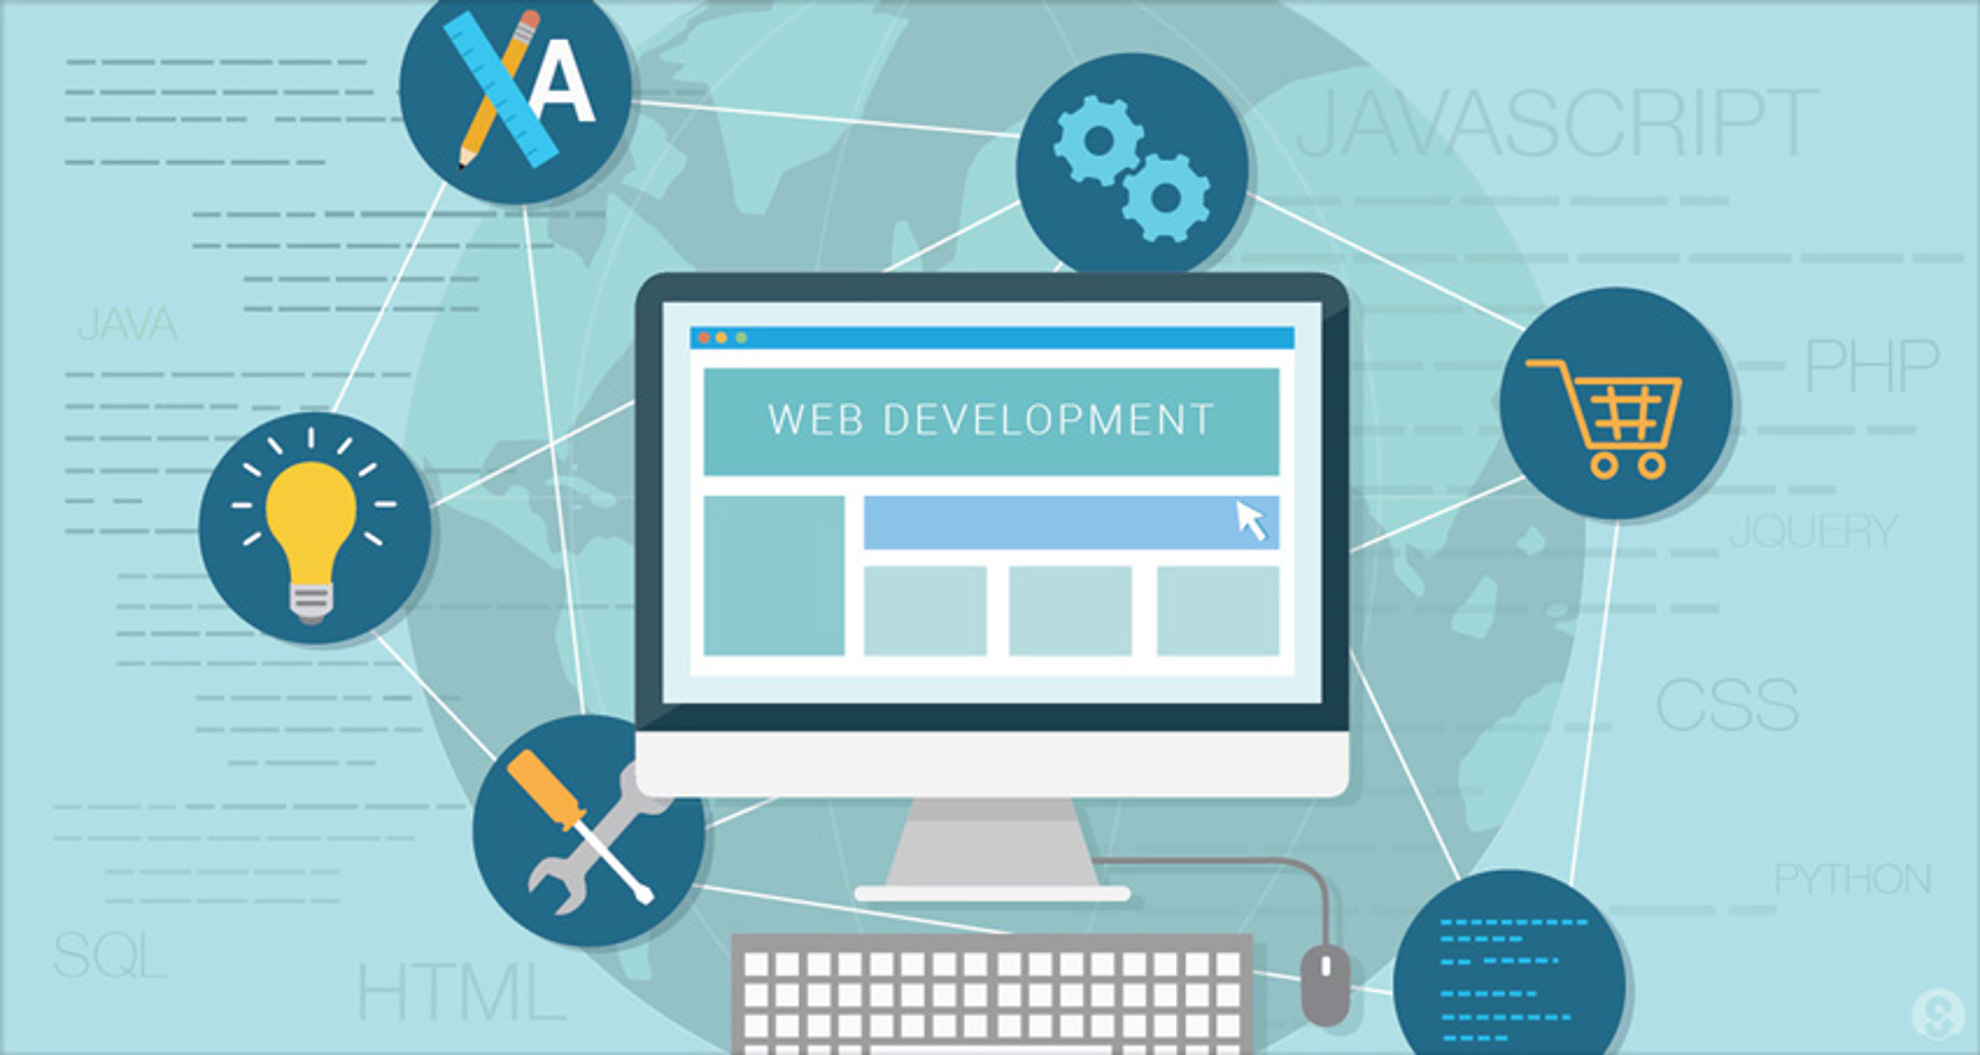 A
JAVASCRIPT
JAVA
PHP
WEB DEVELOPMENT
JQUERY
CSS
PYTHON
SQL
HTML